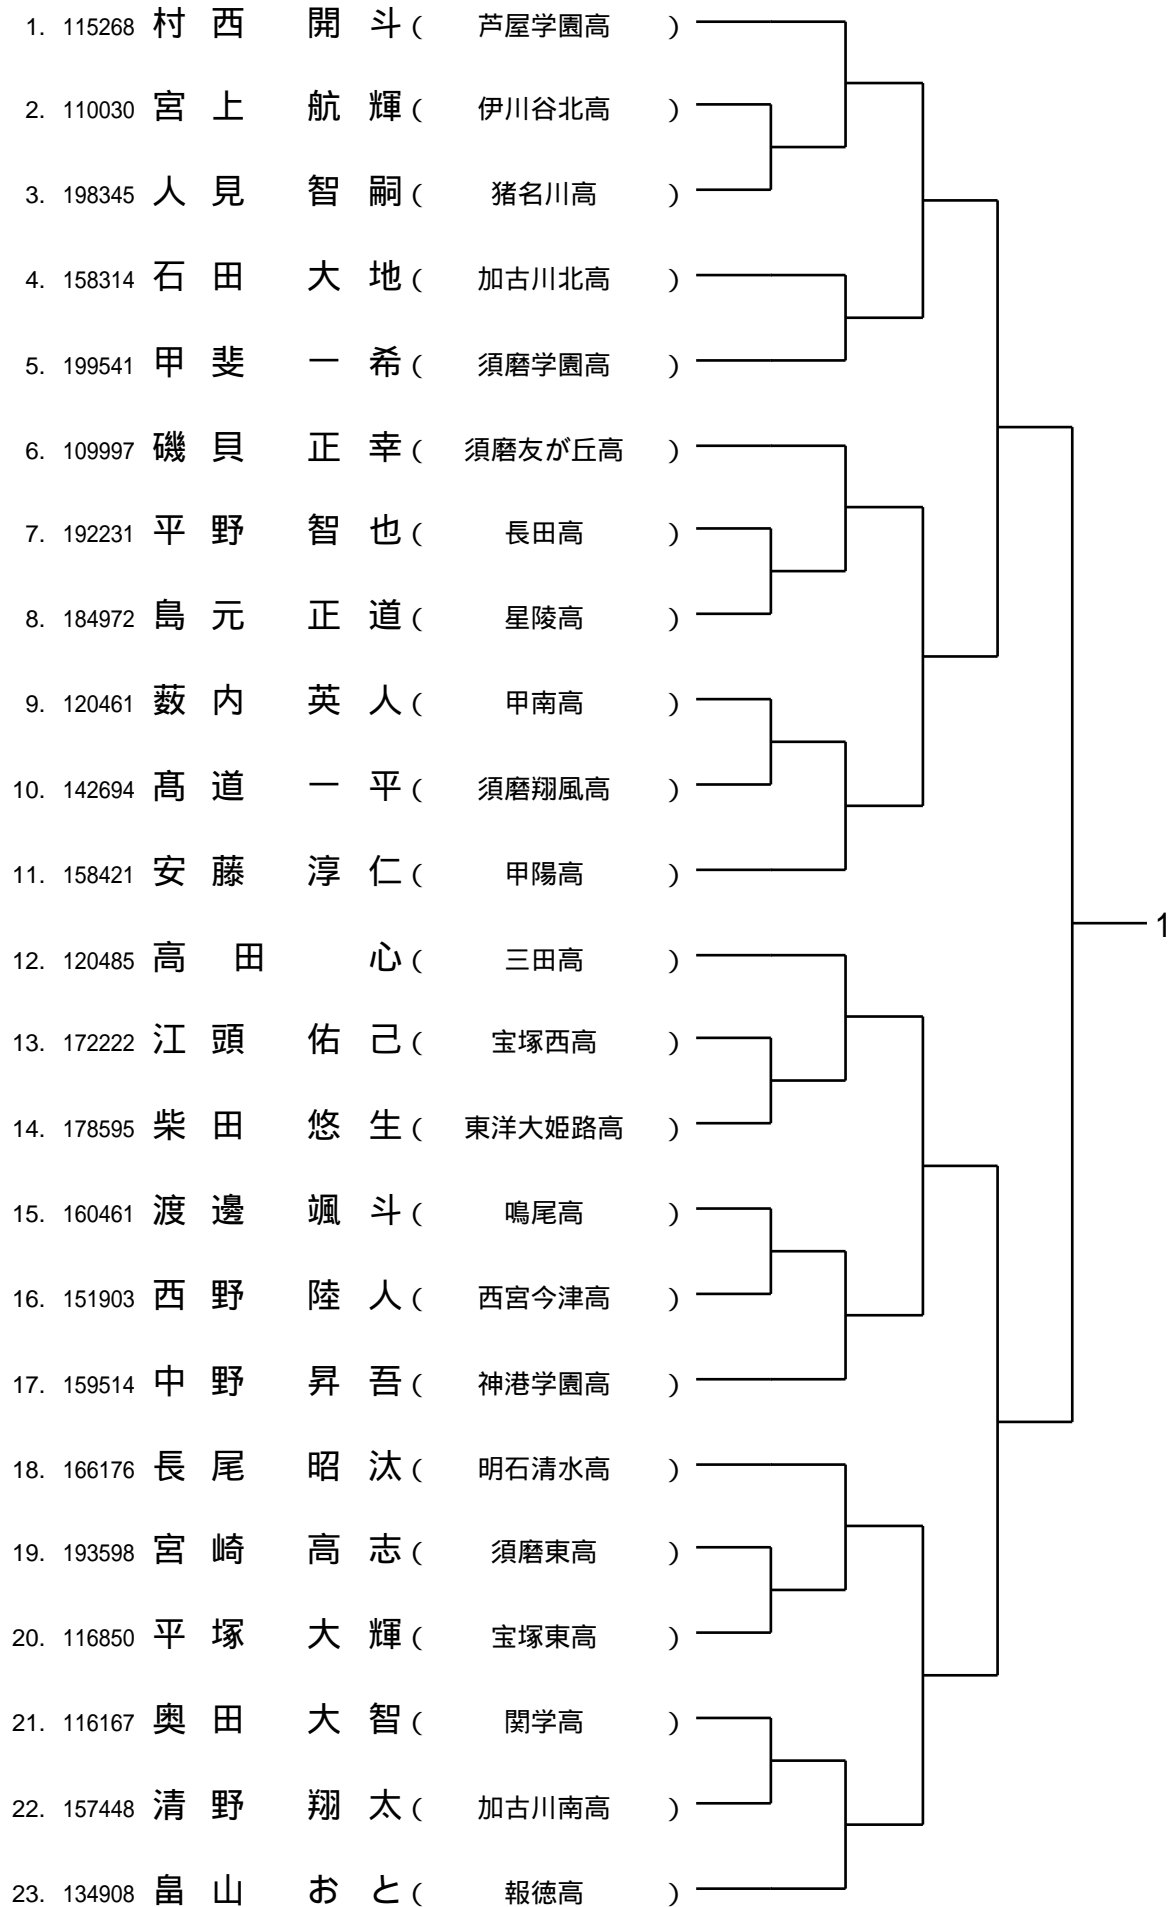 1. 115268 村 西 開 斗 ( 芦屋学園高 )
2. 110030 宮 上 航 輝 ( 伊川谷北高 )
3. 198345 人 見 智 嗣 ( 猪名川高 )
4. 158314 石 田 大 地 ( 加古川北高 )
5. 199541 甲 斐 一 希 ( 須磨学園高 )
6. 109997 磯 貝 正 幸 ( 須磨友が丘高 )
7. 192231 平 野 智 也 ( 長田高 )
8. 184972 島 元 正 道 ( 星陵高 )
9. 120461 薮 内 英 人 ( 甲南高 )
10. 142694 髙 道 一 平 ( 須磨翔風高 )
11. 158421 安 藤 淳 仁 ( 甲陽高 )
1
12. 120485 高 田 心 ( 三田高 )
13. 172222 江 頭 佑 己 ( 宝塚西高 )
14. 178595 柴 田 悠 生 ( 東洋大姫路高 )
15. 160461 渡 邊 颯 斗 ( 鳴尾高 )
16. 151903 西 野 陸 人 ( 西宮今津高 )
17. 159514 中 野 昇 吾 ( 神港学園高 )
18. 166176 長 尾 昭 汰 ( 明石清水高 )
19. 193598 宮 崎 高 志 ( 須磨東高 )
20. 116850 平 塚 大 輝 ( 宝塚東高 )
21. 116167 奥 田 大 智 ( 関学高 )
22. 157448 清 野 翔 太 ( 加古川南高 )
23. 134908 畠 山 お と ( 報徳高 )